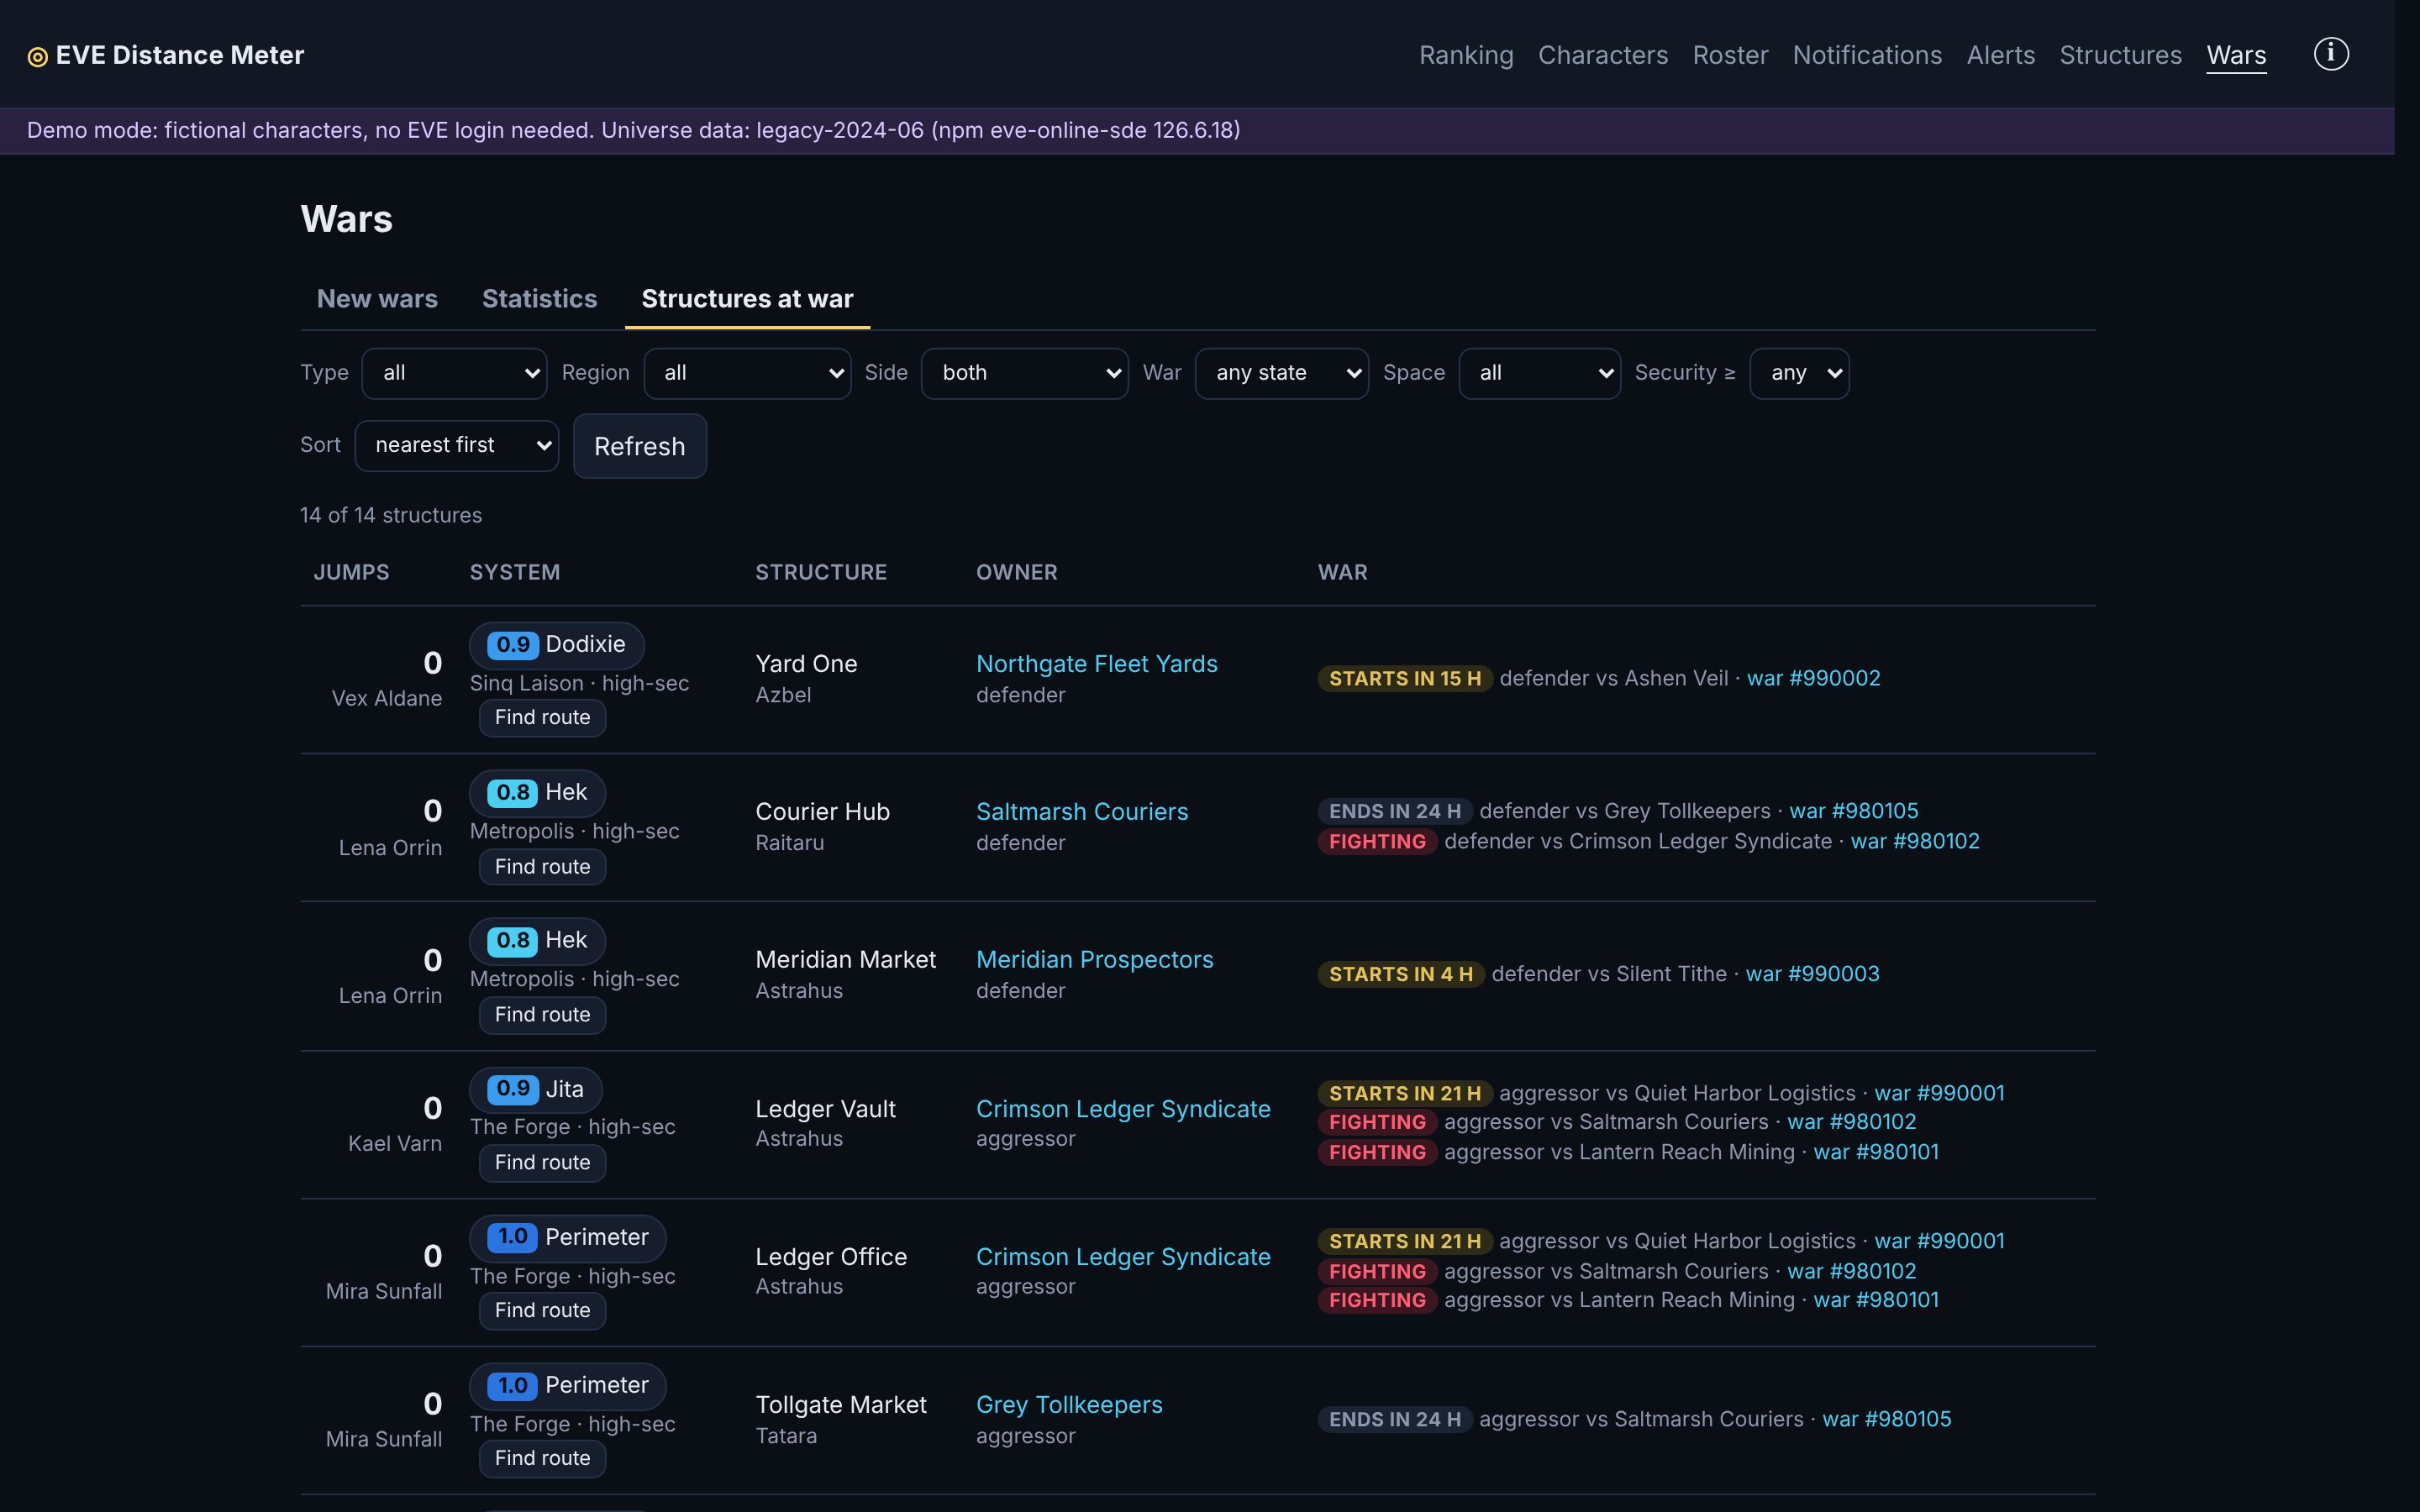 EVE Distance Meter Ranking Characters Roster Notifications Alerts Structures Wars i
Demo mode: fictional characters, no EVE login needed. Universe data: legacy-2024-06 (npm eve-online-sde 126.6.18)
Wars
New wars Statistics Structures at war
Type all Region all Side both War any state Space all Security ≥ any
Sort nearest first Refresh
14 of 14 structures
JUMPS SYSTEM STRUCTURE OWNER WAR
0 Vex Aldane
0.9 Dodixie
Sinq Laison · high-sec
Find route
Yard One
Azbel
Northgate Fleet Yards
defender
STARTS IN 15 H defender vs Ashen Veil · war #990002
0
Lena Orrin
0.8 Hek
Metropolis · high-sec
Find route
Courier Hub
Raitaru
Saltmarsh Couriers
defender
ENDS IN 24 H defender vs Grey Tollkeepers · war #980105
FIGHTING defender vs Crimson Ledger Syndicate · war #980102
0
Lena Orrin
0.8 Hek
Metropolis · high-sec
Find route
Meridian Market
Astrahus
Meridian Prospectors
defender
STARTS IN 4 H defender vs Silent Tithe · war #990003
0
Kael Varn
0.9 Jita
The Forge · high-sec
Find route
Ledger Vault
Astrahus
Crimson Ledger Syndicate
aggressor
STARTS IN 21 H aggressor vs Quiet Harbor Logistics · war #990001
FIGHTING aggressor vs Saltmarsh Couriers · war #980102
FIGHTING aggressor vs Lantern Reach Mining · war #980101
0
Mira Sunfall
1.0 Perimeter
The Forge · high-sec
Find route
Ledger Office
Astrahus
Crimson Ledger Syndicate
aggressor
STARTS IN 21 H aggressor vs Quiet Harbor Logistics · war #990001
FIGHTING aggressor vs Saltmarsh Couriers · war #980102
FIGHTING aggressor vs Lantern Reach Mining · war #980101
0
Mira Sunfall
1.0 Perimeter
The Forge · high-sec
Find route
Tollgate Market
Tatara
Grey Tollkeepers
aggressor
ENDS IN 24 H aggressor vs Saltmarsh Couriers · war #980105